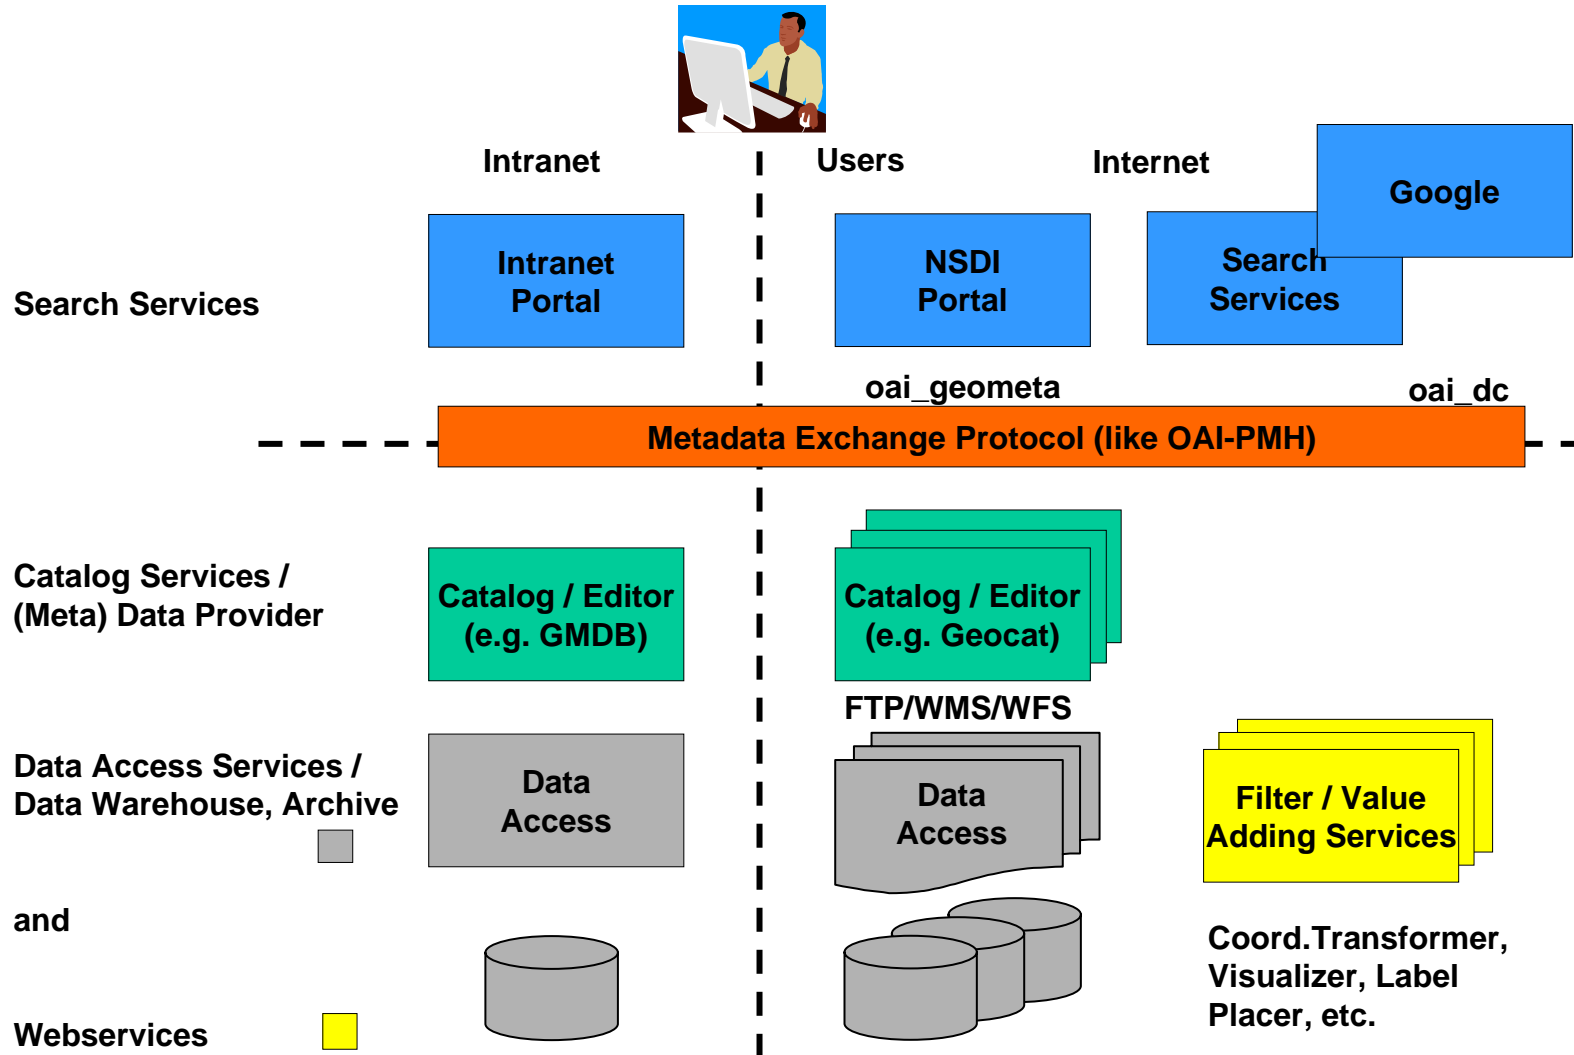 Intranet
Users
Internet
Google
Search Services
Intranet
Portal
NSDI
Portal
Search
Services
oai_geometa
oai_dc
Metadata Exchange Protocol (like OAI-PMH)
Catalog Services /
(Meta) Data Provider
Catalog / Editor
(e.g. GMDB)
Catalog / Editor
(e.g. Geocat)
FTP/WMS/WFS
Data Access Services /
Data Warehouse, Archive
Data
Access
Data
Access
Filter / Value
Adding Services
and
Coord.Transformer,
Visualizer, Label
Placer, etc.
Webservices